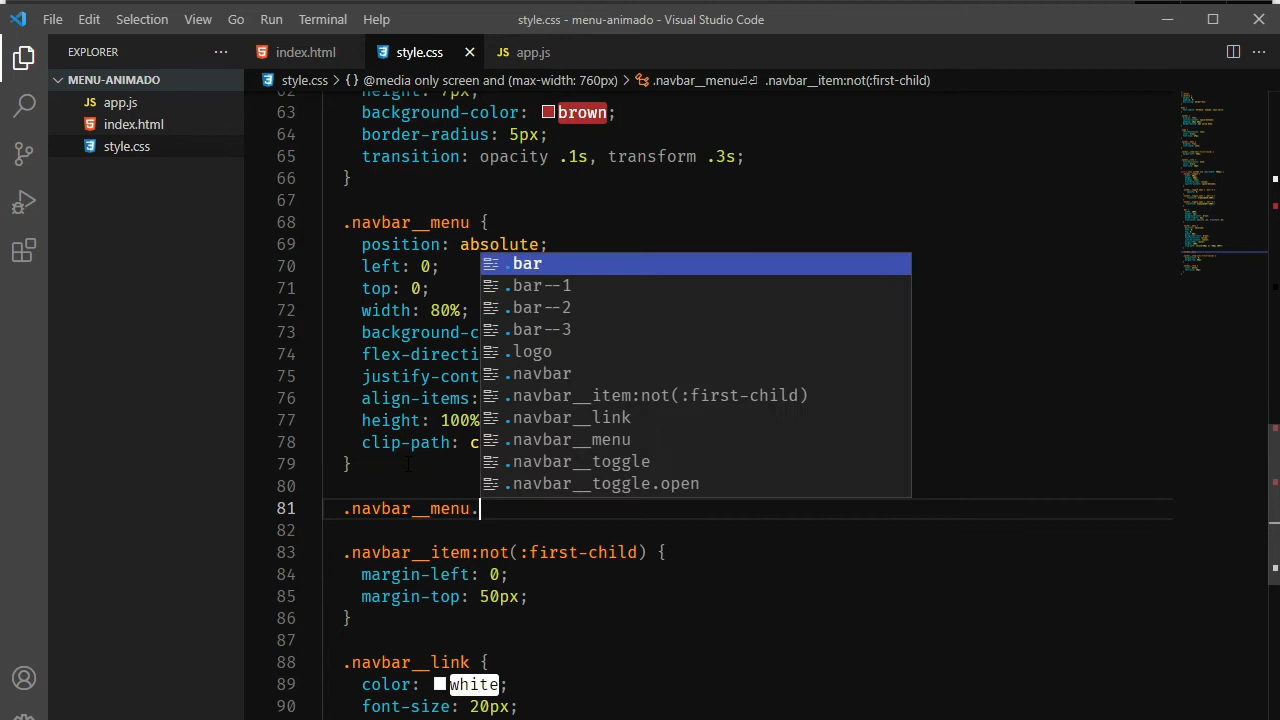 File Edit Selection View Go Run Terminal Help style.css - menu-animado - Visual Studio Code
EXPLORER
index.html style.css app.js
MENU-ANIMADO
style.css > {} @media only screen and (max-width: 760px) > .navbar__menu⏎⏎ .navbar__item:not(first-child)
JS app.js
index.html
style.css
62 height: 7px;
63 background-color: brown;
64 border-radius: 5px;
65 transition: opacity .1s, transform .3s;
66 }
67
68 .navbar__menu {
69 position: absolute;
70 left: 0;
71 top: 0;
72 width: 80%;
73 background-c
74 flex-directi
75 justify-cont
76 align-items:
77 height: 100%
78 clip-path: c
79 }
80
81 .navbar__menu.
82
83 .navbar__item:not(:first-child) {
84 margin-left: 0;
85 margin-top: 50px;
86 }
87
88 .navbar__link {
89 color: white;
90 font-size: 20px;
.bar
.bar--1
.bar--2
.bar--3
.logo
.navbar
.navbar__item:not(:first-child)
.navbar__link
.navbar__menu
.navbar__toggle
.navbar__toggle.open